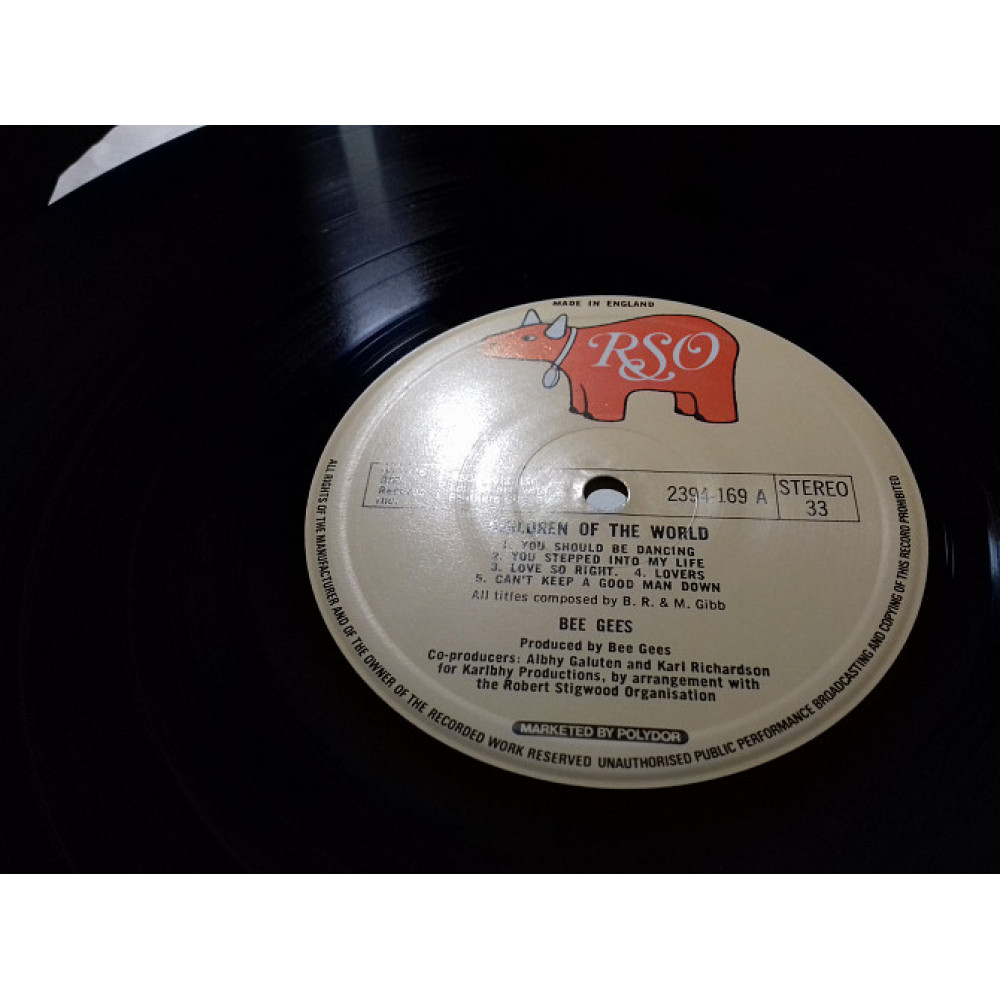 MADE IN ENGLAND
RSO
2394-169 A
STEREO
33
CHILDREN OF THE WORLD
1. YOU SHOULD BE DANCING
2. YOU STEPPED INTO MY LIFE
3. LOVE SO RIGHT. 4. LOVERS
5. CAN'T KEEP A GOOD MAN DOWN
All titles composed by B. R. & M. Gibb
BEE GEES
Produced by Bee Gees
Co-producers: Albhy Galuten and Karl Richardson
for Karlbhy Productions, by arrangement with
the Robert Stigwood Organisation
MARKETED BY POLYDOR
ALL RIGHTS OF THE MANUFACTURER AND OF THE OWNER OF THE RECORDED WORK RESERVED UNAUTHORISED PUBLIC PERFORMANCE BROADCASTING AND COPYING OF THIS RECORD PROHIBITED